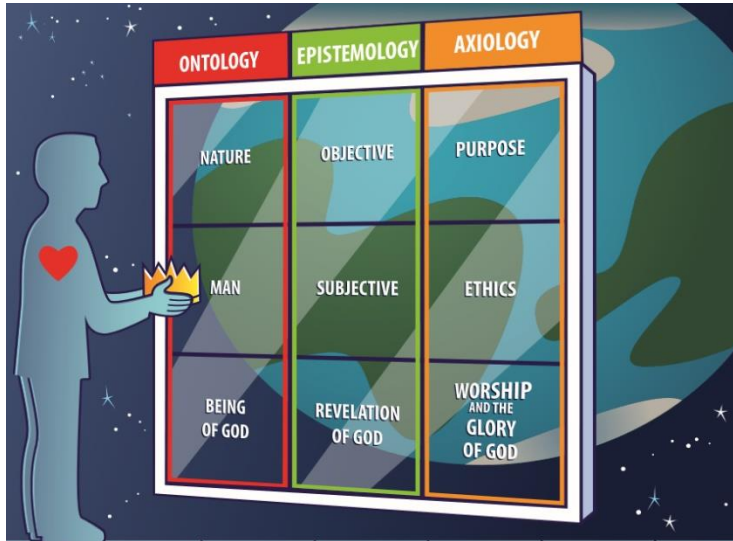 ONTOLOGY EPISTEMOLOGY AXIOLOGY
NATURE OBJECTIVE PURPOSE
MAN SUBJECTIVE ETHICS
BEING
OF GOD
REVELATION
OF GOD
WORSHIP
AND THE
GLORY
OF GOD